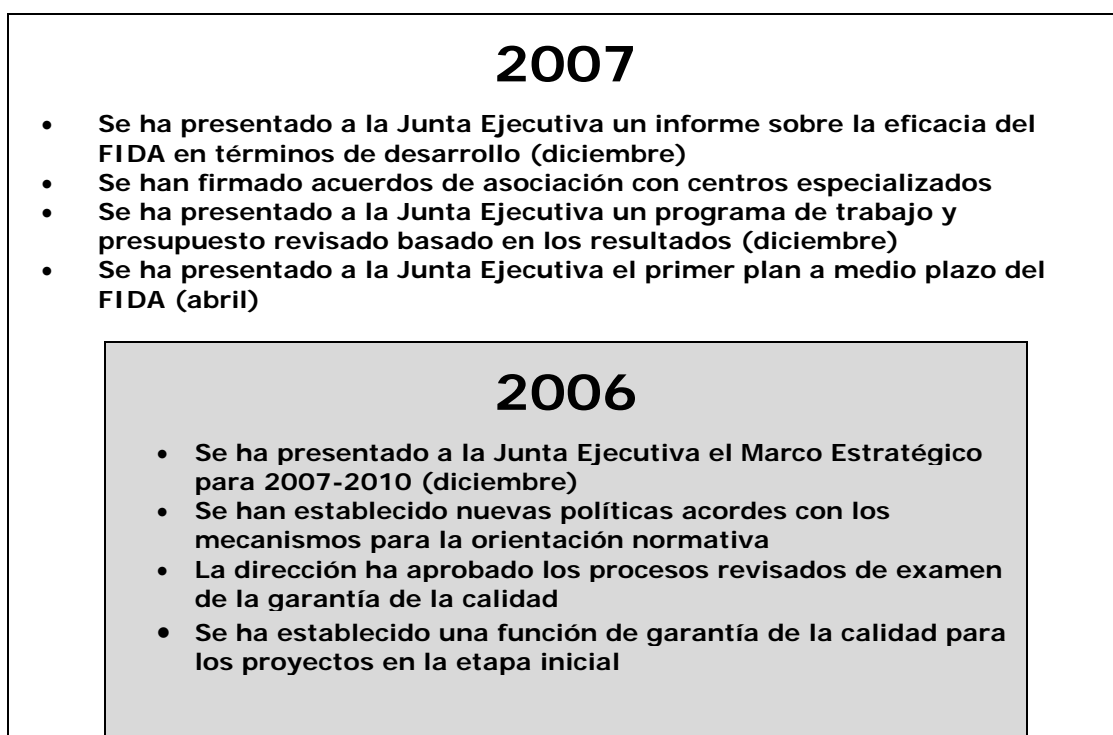 2007
• Se ha presentado a la Junta Ejecutiva un informe sobre la eficacia del
FIDA en términos de desarrollo (diciembre)
• Se han firmado acuerdos de asociación con centros especializados
• Se ha presentado a la Junta Ejecutiva un programa de trabajo y
presupuesto revisado basado en los resultados (diciembre)
• Se ha presentado a la Junta Ejecutiva el primer plan a medio plazo del
FIDA (abril)
2006
• Se ha presentado a la Junta Ejecutiva el Marco Estratégico
para 2007-2010 (diciembre)
• Se han establecido nuevas políticas acordes con los
mecanismos para la orientación normativa
• La dirección ha aprobado los procesos revisados de examen
de la garantía de la calidad
• Se ha establecido una función de garantía de la calidad para
los proyectos en la etapa inicial